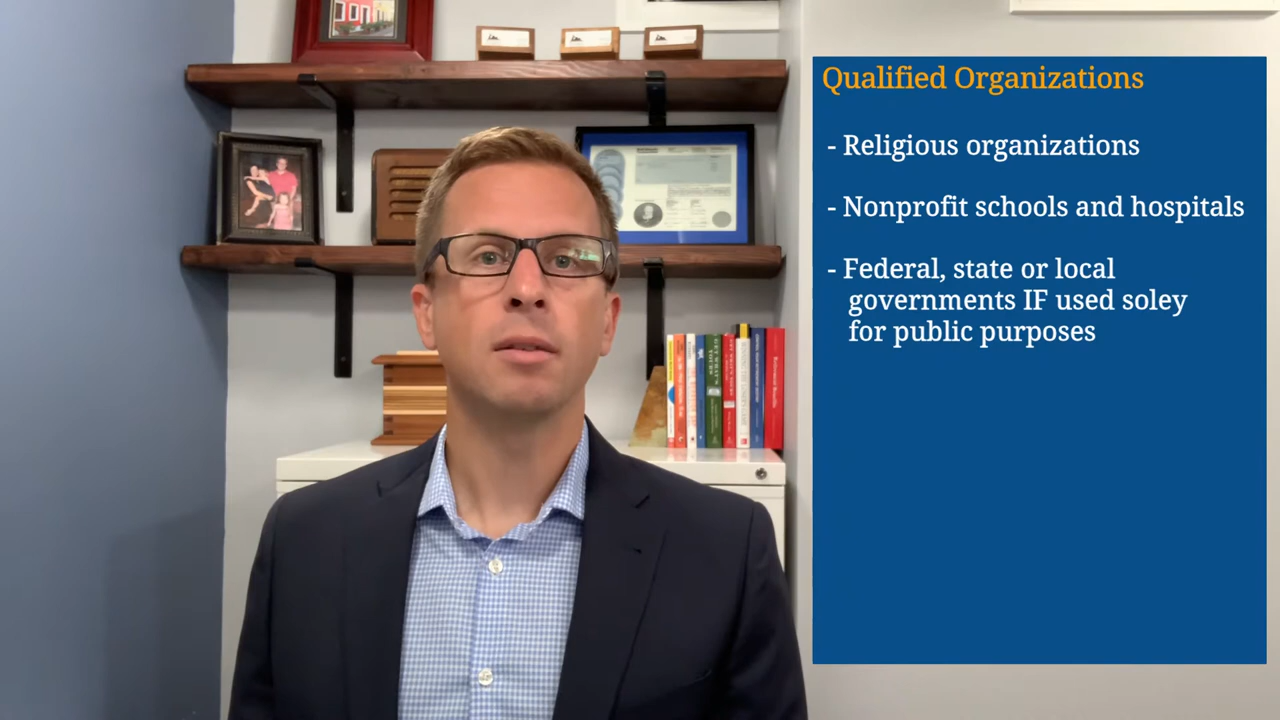 Qualified Organizations
- Religious organizations
- Nonprofit schools and hospitals
- Federal, state or local
governments IF used soley
for public purposes